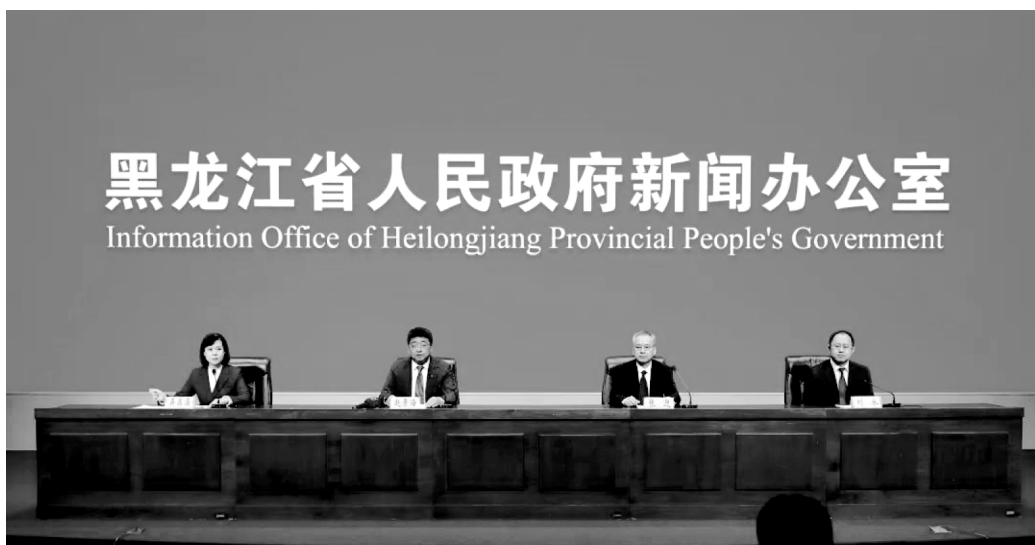 黑龙江省人民政府新闻办公室
Information Office of Heilongjiang Provincial People's Government